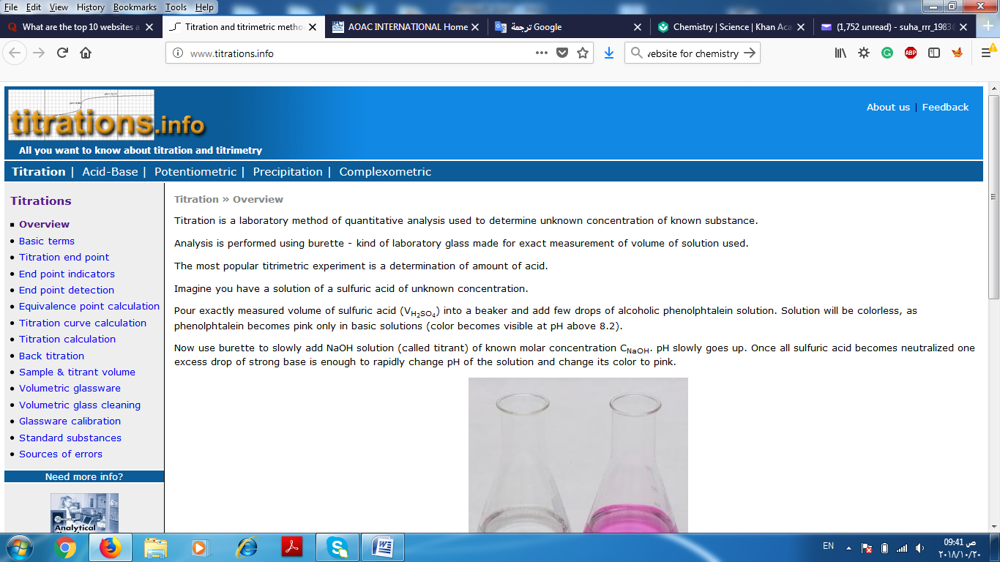 File Edit View History Bookmarks Tools Help
What are the top 10 websites a
Titration and titrimetric metho
AOAC INTERNATIONAL Home
ترجمة Google
Chemistry | Science | Khan Aca
(1,752 unread) - suha_rrr_1983
www.titrations.info
ebsite for chemistry
ABP
titrations.info
All you want to know about titration and titrimetry
About us | Feedback
Titration | Acid-Base | Potentiometric | Precipitation | Complexometric
Titrations
Overview
Basic terms
Titration end point
End point indicators
End point detection
Equivalence point calculation
Titration curve calculation
Titration calculation
Back titration
Sample & titrant volume
Volumetric glassware
Volumetric glass cleaning
Glassware calibration
Standard substances
Sources of errors
Need more info?
Analytical
Titration » Overview
Titration is a laboratory method of quantitative analysis used to determine unknown concentration of known substance.
Analysis is performed using burette - kind of laboratory glass made for exact measurement of volume of solution used.
The most popular titrimetric experiment is a determination of amount of acid.
Imagine you have a solution of a sulfuric acid of unknown concentration.
Pour exactly measured volume of sulfuric acid (V_H₂SO₄) into a beaker and add few drops of alcoholic phenolphtalein solution. Solution will be colorless, as
phenolphtalein becomes pink only in basic solutions (color becomes visible at pH above 8.2).
Now use burette to slowly add NaOH solution (called titrant) of known molar concentration C_NaOH. pH slowly goes up. Once all sulfuric acid becomes neutralized one
excess drop of strong base is enough to rapidly change pH of the solution and change its color to pink.
EN
09:41 ص
٢٠١٨/١٠/٢٠